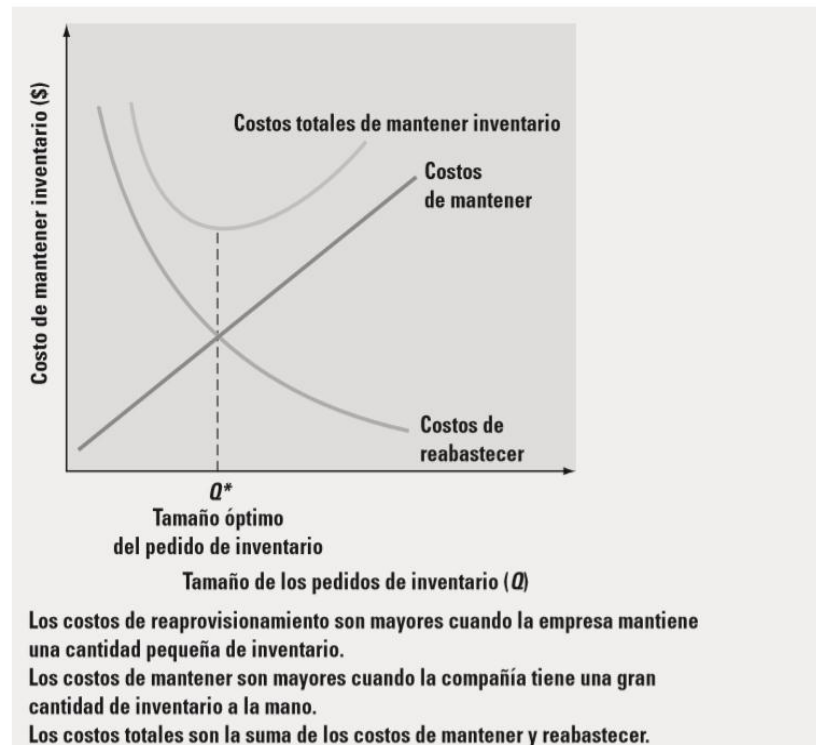 Costo de mantener inventario ($)
Costos totales de mantener inventario
Costos
de mantener
Costos de
reabastecer
Q*
Tamaño óptimo
del pedido de inventario
Tamaño de los pedidos de inventario (Q)
Los costos de reaprovisionamiento son mayores cuando la empresa mantiene
una cantidad pequeña de inventario.
Los costos de mantener son mayores cuando la compañía tiene una gran
cantidad de inventario a la mano.
Los costos totales son la suma de los costos de mantener y reabastecer.